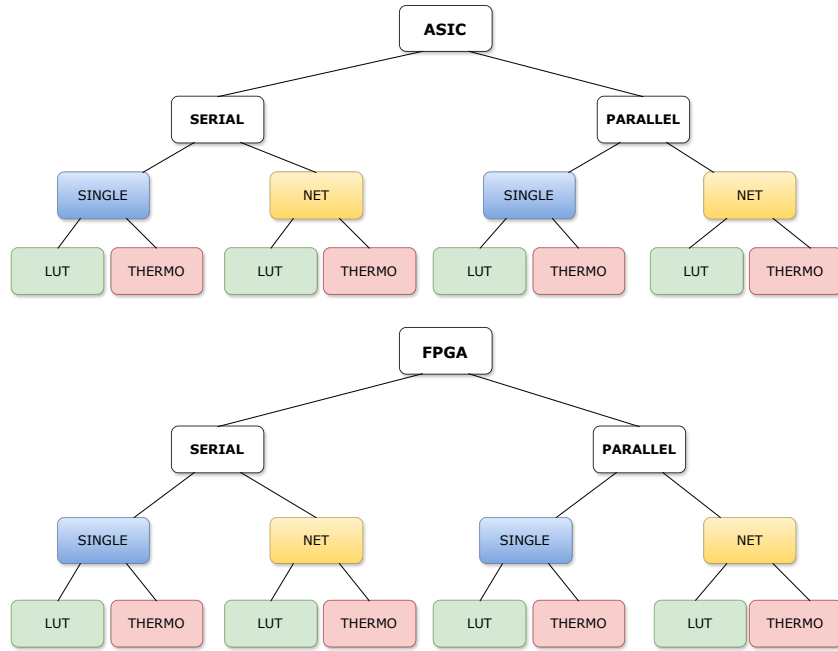 ASIC
SERIAL
PARALLEL
SINGLE
NET
SINGLE
NET
LUT
THERMO
LUT
THERMO
LUT
THERMO
LUT
THERMO
FPGA
SERIAL
PARALLEL
SINGLE
NET
SINGLE
NET
LUT
THERMO
LUT
THERMO
LUT
THERMO
LUT
THERMO